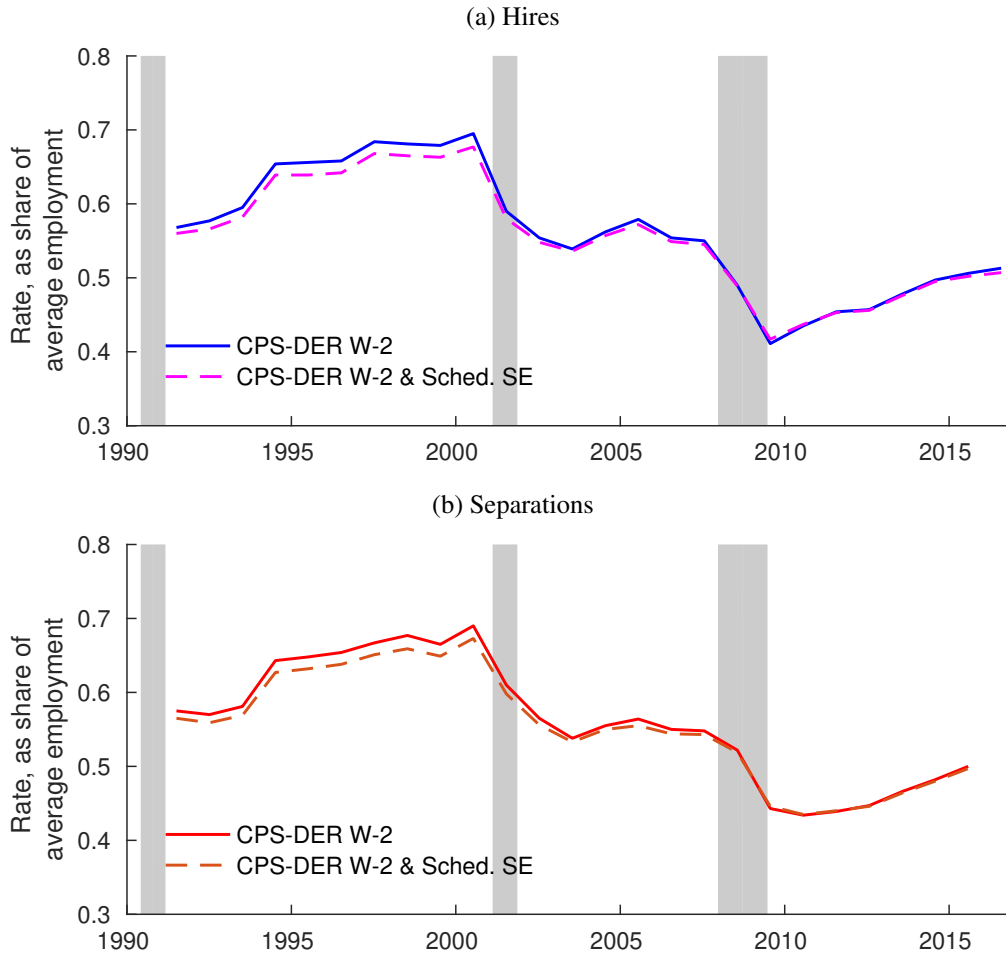 (a) Hires
0.8
0.7
0.6
0.5
0.4
0.3
Rate, as share of
average employment
CPS-DER W-2
CPS-DER W-2 & Sched. SE
1990
1995
2000
2005
2010
2015
(b) Separations
0.8
0.7
0.6
0.5
0.4
0.3
Rate, as share of
average employment
CPS-DER W-2
CPS-DER W-2 & Sched. SE
1990
1995
2000
2005
2010
2015